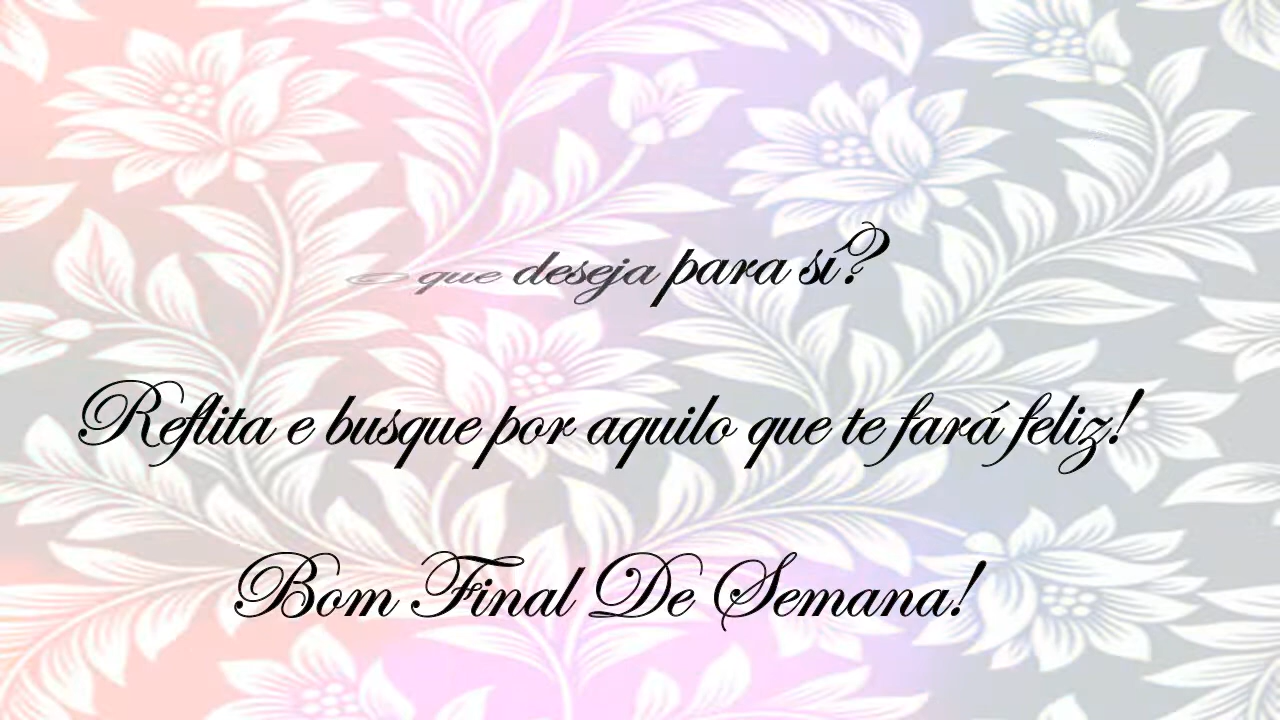 o que deseja para si?
Reflita e busque por aquilo que te fará feliz!
Bom Final De Semana!